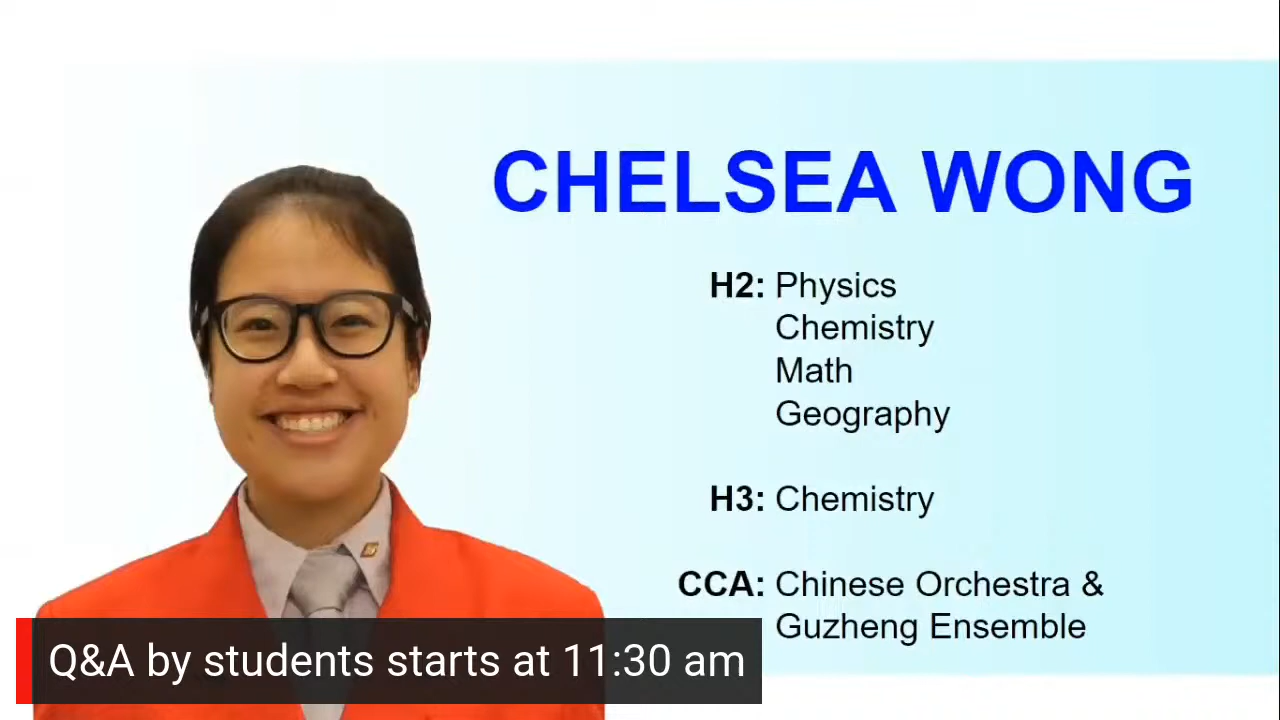 CHELSEA WONG
H2: Physics
Chemistry
Math
Geography
H3: Chemistry
CCA: Chinese Orchestra &
Guzheng Ensemble
Q&A by students starts at 11:30 am